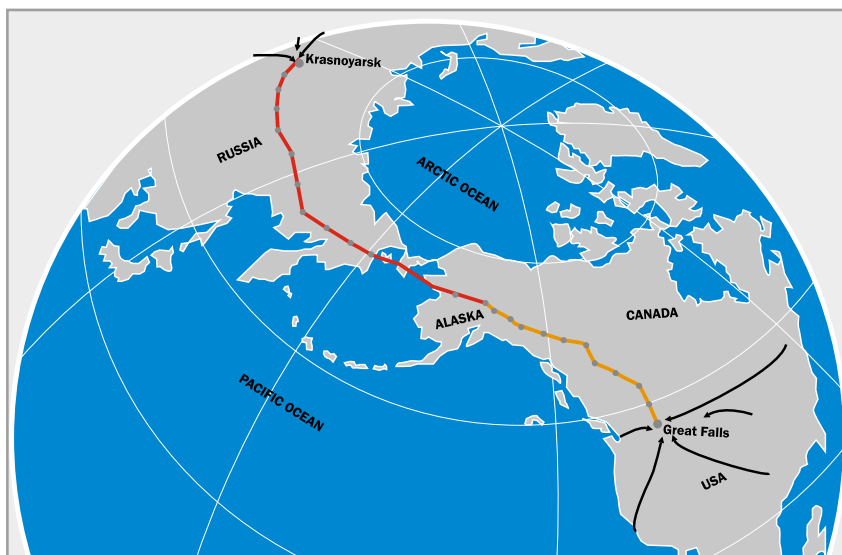 Krasnoyarsk
RUSSIA
ARCTIC OCEAN
ALASKA
CANADA
PACIFIC OCEAN
Great Falls
USA